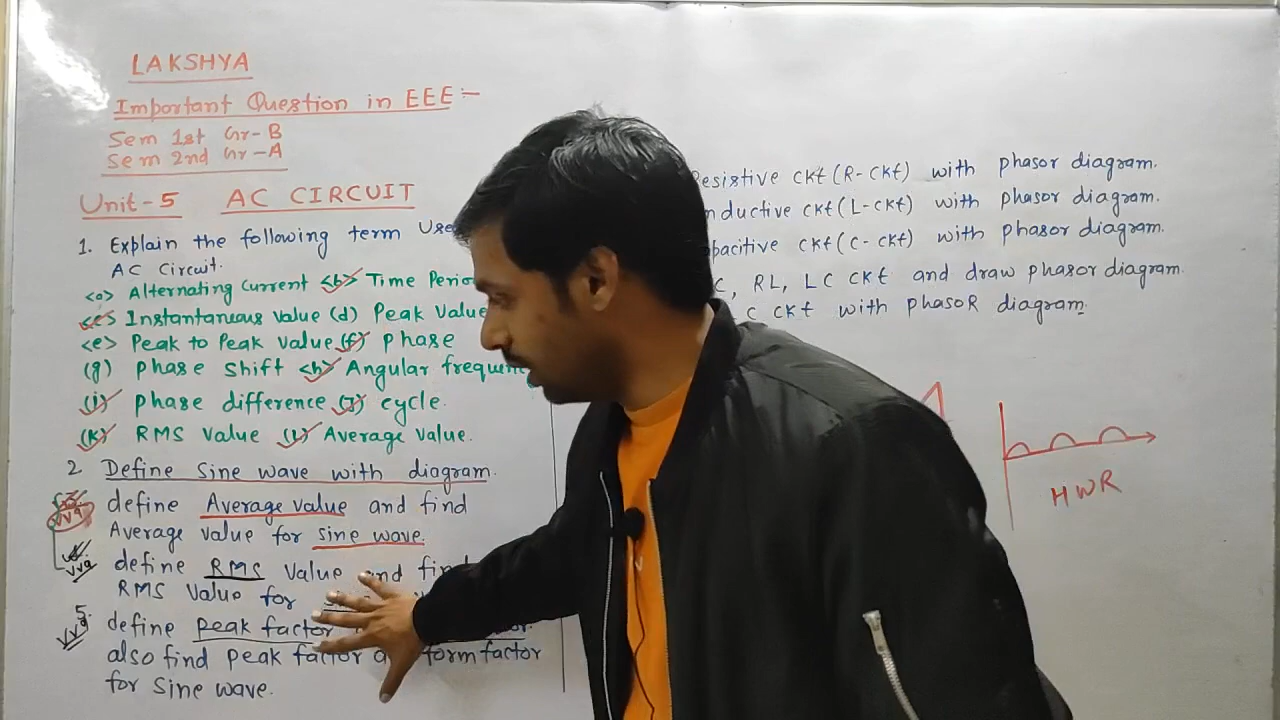 LAKSHYA
Important Question in EEE :-
Sem 1st Gr-B
Sem 2nd Gr-A
Unit-5 AC CIRCUIT
1. Explain the following term
AC Circuit.
<a> Alternating Current <b> Time
<c> Instantaneous value (d) Peak Value
<e> Peak to Peak value (f) phase
(g) phase shift <h> Angular
(i) phase difference (J) cycle.
(k) RMS value (l) Average value.
2 Define Sine wave with diagram.
define Average value and find
Average value for sine wave.
define RMS value and
RMS value for
5. define peak factor
also find peak factor form factor
for sine wave.
ckt (R-ckt) with phasor diagram.
ckt (L-ckt) with phasor diagram.
ckt (C-ckt) with phasor diagram.
, RL, LC ckt and draw phasor diagram.
C ckt with phasoR diagram.
HWR